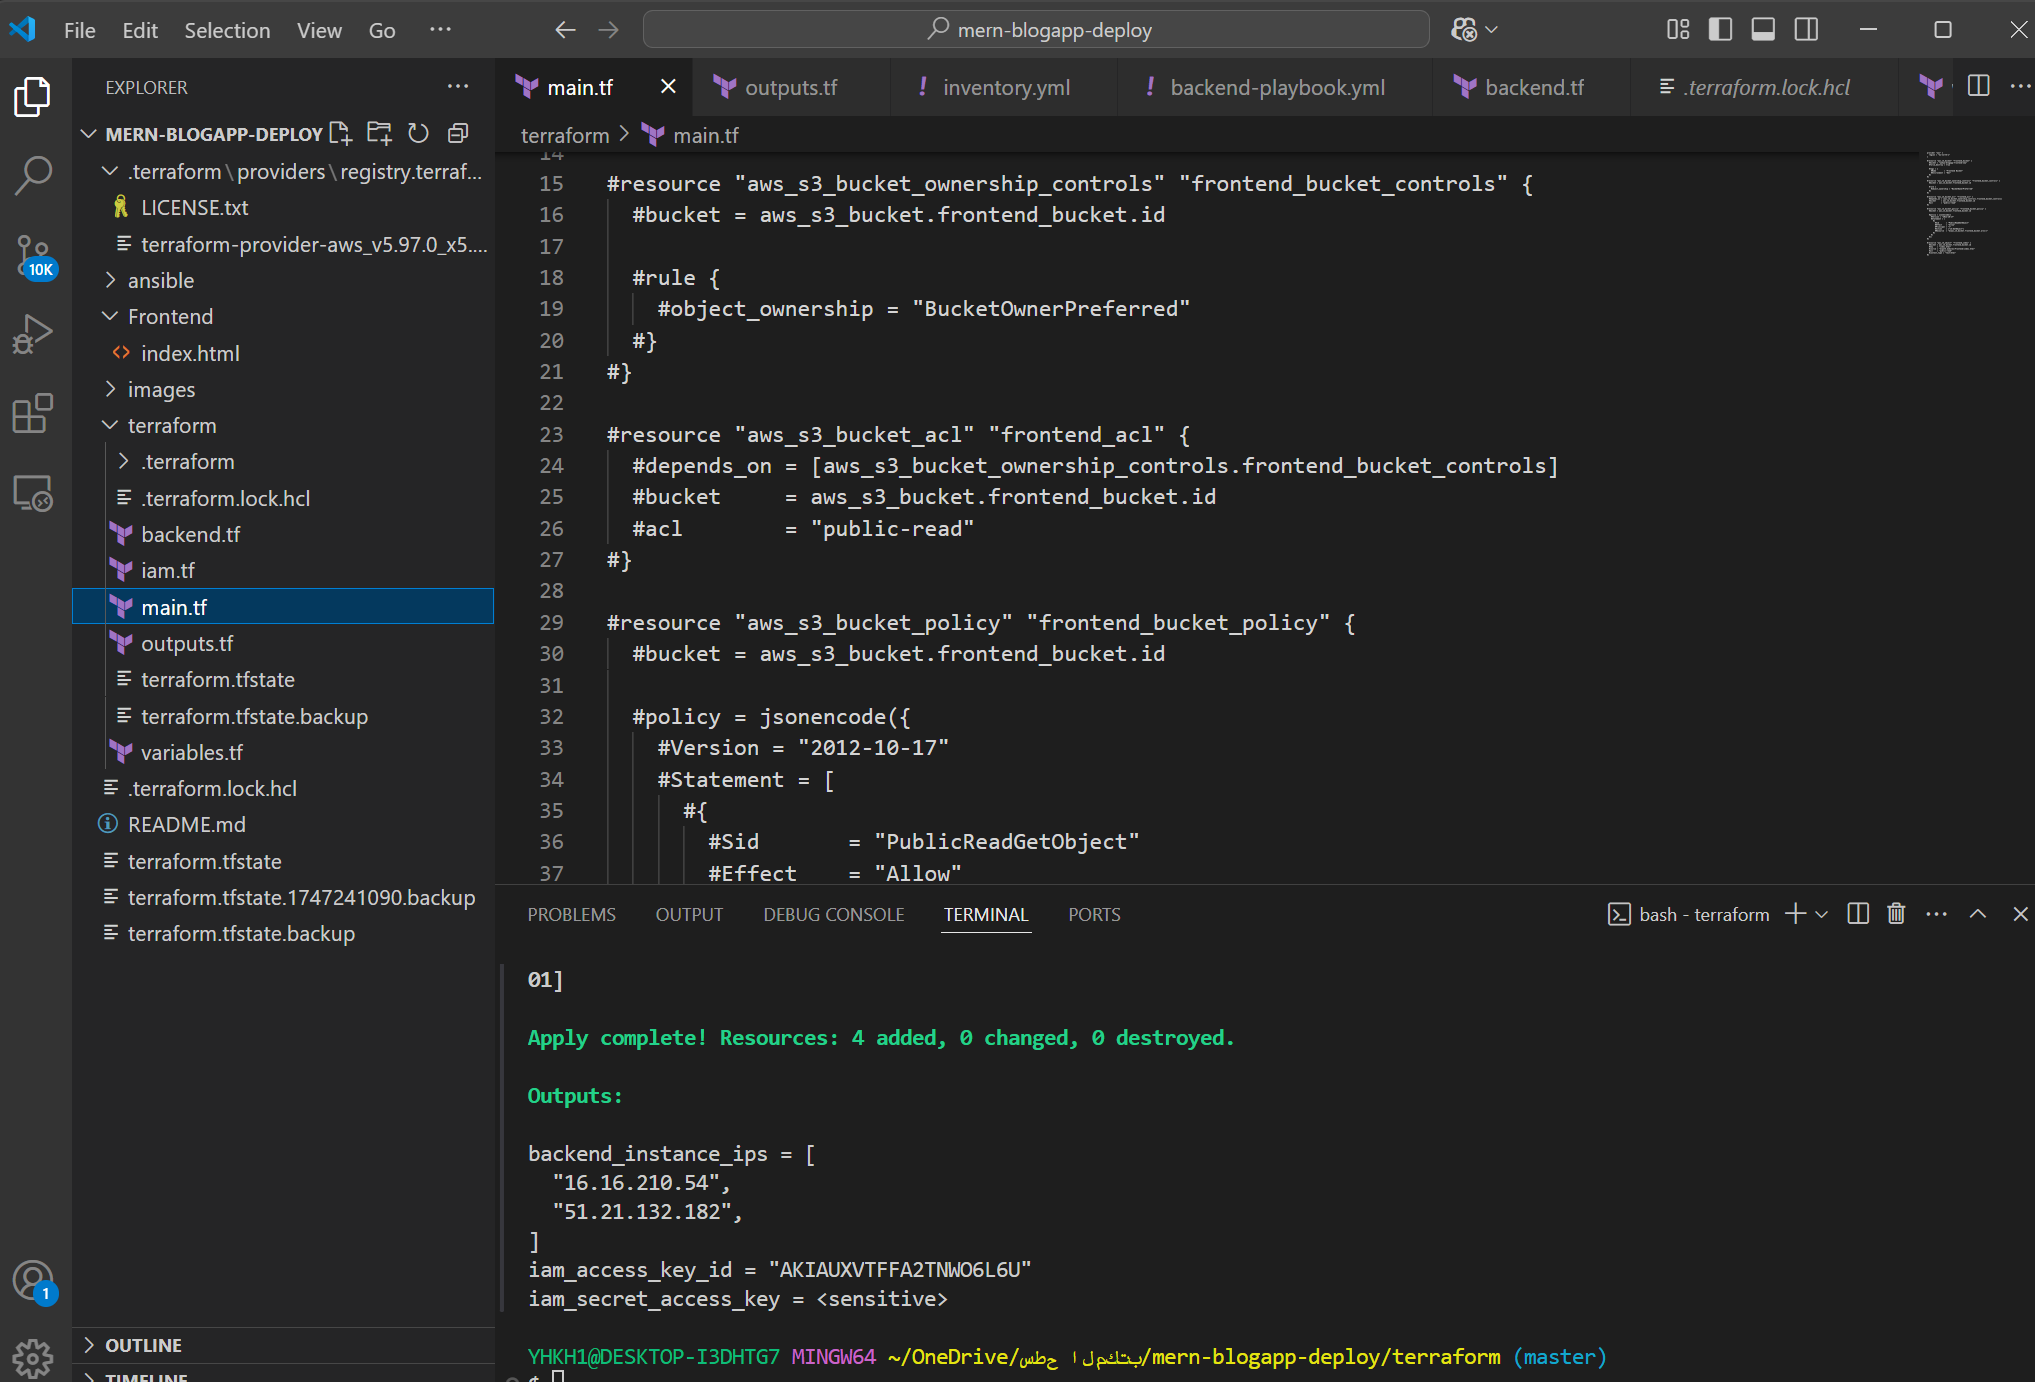 File Edit Selection View Go ···
mern-blogapp-deploy
EXPLORER
MERN-BLOGAPP-DEPLOY
.terraform\providers\registry.terraf...
LICENSE.txt
terraform-provider-aws_v5.97.0_x5....
ansible
Frontend
index.html
images
terraform
.terraform
.terraform.lock.hcl
backend.tf
iam.tf
main.tf
outputs.tf
terraform.tfstate
terraform.tfstate.backup
variables.tf
.terraform.lock.hcl
README.md
terraform.tfstate
terraform.tfstate.1747241090.backup
terraform.tfstate.backup
OUTLINE
TIMELINE
10K
1
main.tf outputs.tf inventory.yml backend-playbook.yml backend.tf .terraform.lock.hcl
terraform > main.tf
14
15 #resource "aws_s3_bucket_ownership_controls" "frontend_bucket_controls" {
16 #bucket = aws_s3_bucket.frontend_bucket.id
17
18 #rule {
19 #object_ownership = "BucketOwnerPreferred"
20 #}
21 #}
22
23 #resource "aws_s3_bucket_acl" "frontend_acl" {
24 #depends_on = [aws_s3_bucket_ownership_controls.frontend_bucket_controls]
25 #bucket = aws_s3_bucket.frontend_bucket.id
26 #acl = "public-read"
27 #}
28
29 #resource "aws_s3_bucket_policy" "frontend_bucket_policy" {
30 #bucket = aws_s3_bucket.frontend_bucket.id
31
32 #policy = jsonencode({
33 #Version = "2012-10-17"
34 #Statement = [
35 #{
36 #Sid = "PublicReadGetObject"
37 #Effect = "Allow"
PROBLEMS OUTPUT DEBUG CONSOLE TERMINAL PORTS
bash - terraform
01]
Apply complete! Resources: 4 added, 0 changed, 0 destroyed.
Outputs:
backend_instance_ips = [
"16.16.210.54",
"51.21.132.182",
]
iam_access_key_id = "AKIAUXVTFFA2TNWO6L6U"
iam_secret_access_key = <sensitive>
YHKH1@DESKTOP-I3DHTG7 MINGW64 ~/OneDrive/سطح المكتب/mern-blogapp-deploy/terraform (master)
$